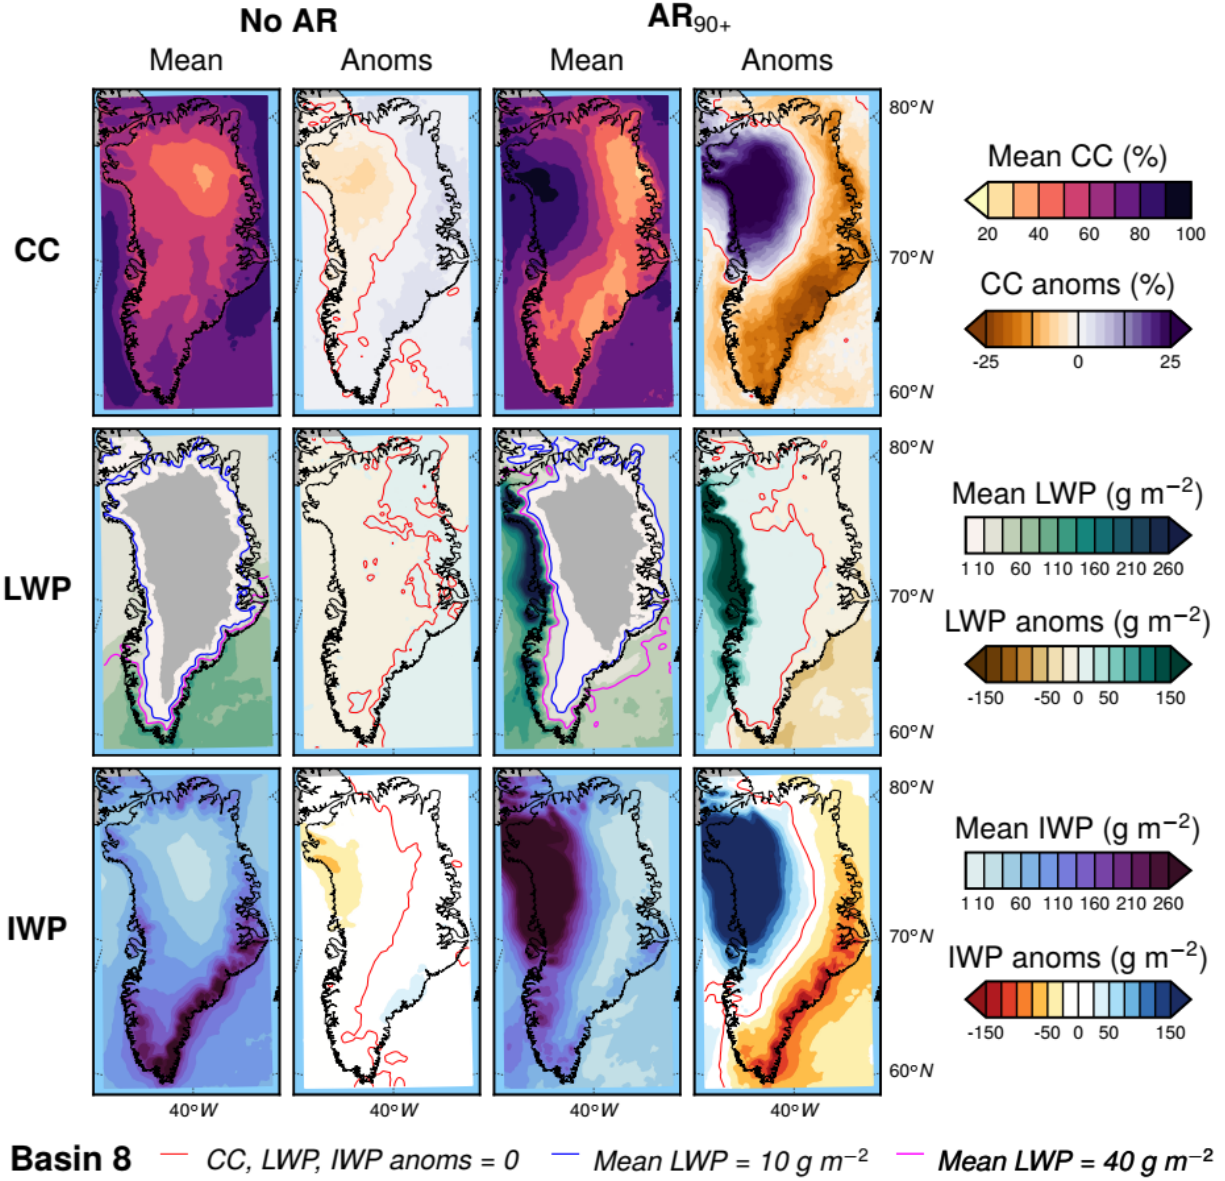 No AR
AR90+
Mean
Anoms
Mean
Anoms
CC
80°N
70°N
60°N
Mean CC (%)
20 40 60 80 100
CC anoms (%)
-25 0 25
LWP
80°N
70°N
60°N
Mean LWP (g m−2)
1 10 60 110 160 210 260
LWP anoms (g m−2)
-150 -50 0 50 150
IWP
80°N
70°N
60°N
Mean IWP (g m−2)
1 10 60 110 160 210 260
IWP anoms (g m−2)
-150 -50 0 50 150
40°W 40°W 40°W 40°W
Basin 8 CC, LWP, IWP anoms = 0 Mean LWP = 10 g m−2 Mean LWP = 40 g m−2